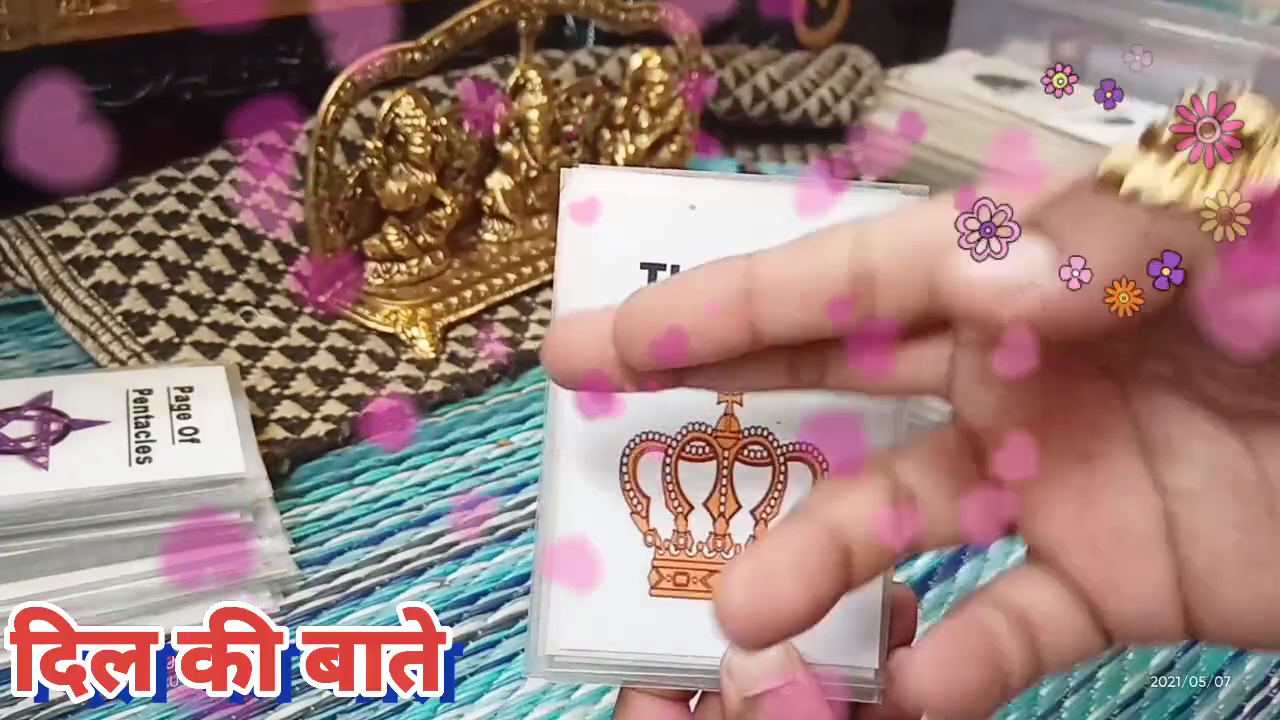 Page Of
Pentacles
दिल की बाते
2021/05/07